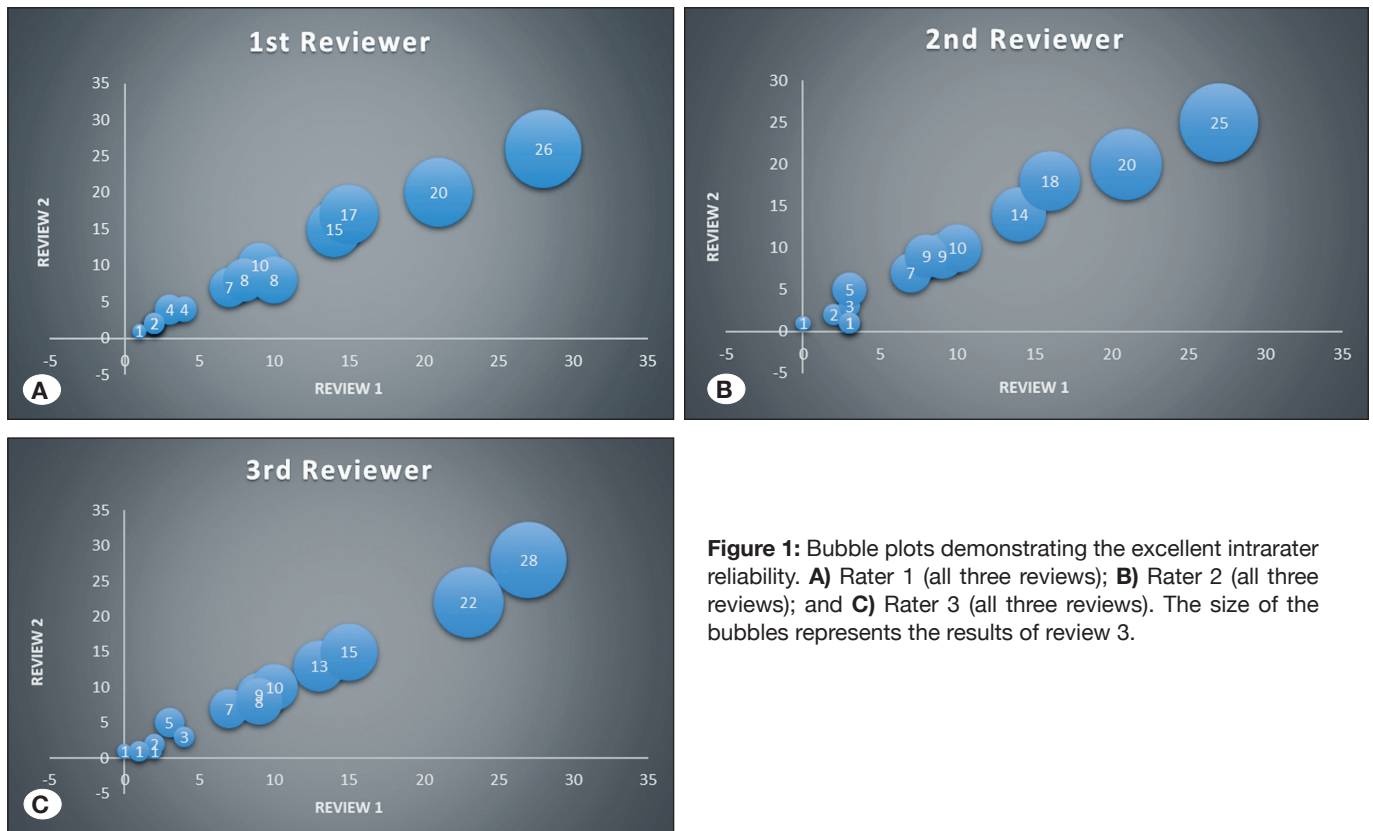 1st Reviewer
35
30
25
20
15
10
5
0
-5
-5 0 5 10 15 20 25 30 35
REVIEW 2
REVIEW 1
1 2 4 4 7 8 10 8 15 17 20 26
A
2nd Reviewer
30
25
20
15
10
5
0
-5
-5 0 5 10 15 20 25 30 35
REVIEW 2
REVIEW 1
1 2 5 3 1 7 9 9 10 14 18 20 25
B
3rd Reviewer
35
30
25
20
15
10
5
0
-5
-5 0 5 10 15 20 25 30 35
REVIEW 2
REVIEW 1
1 1 2 1 5 3 7 9 8 10 13 15 22 28
C
Figure 1: Bubble plots demonstrating the excellent intrarater
reliability. A) Rater 1 (all three reviews); B) Rater 2 (all three
reviews); and C) Rater 3 (all three reviews). The size of the
bubbles represents the results of review 3.